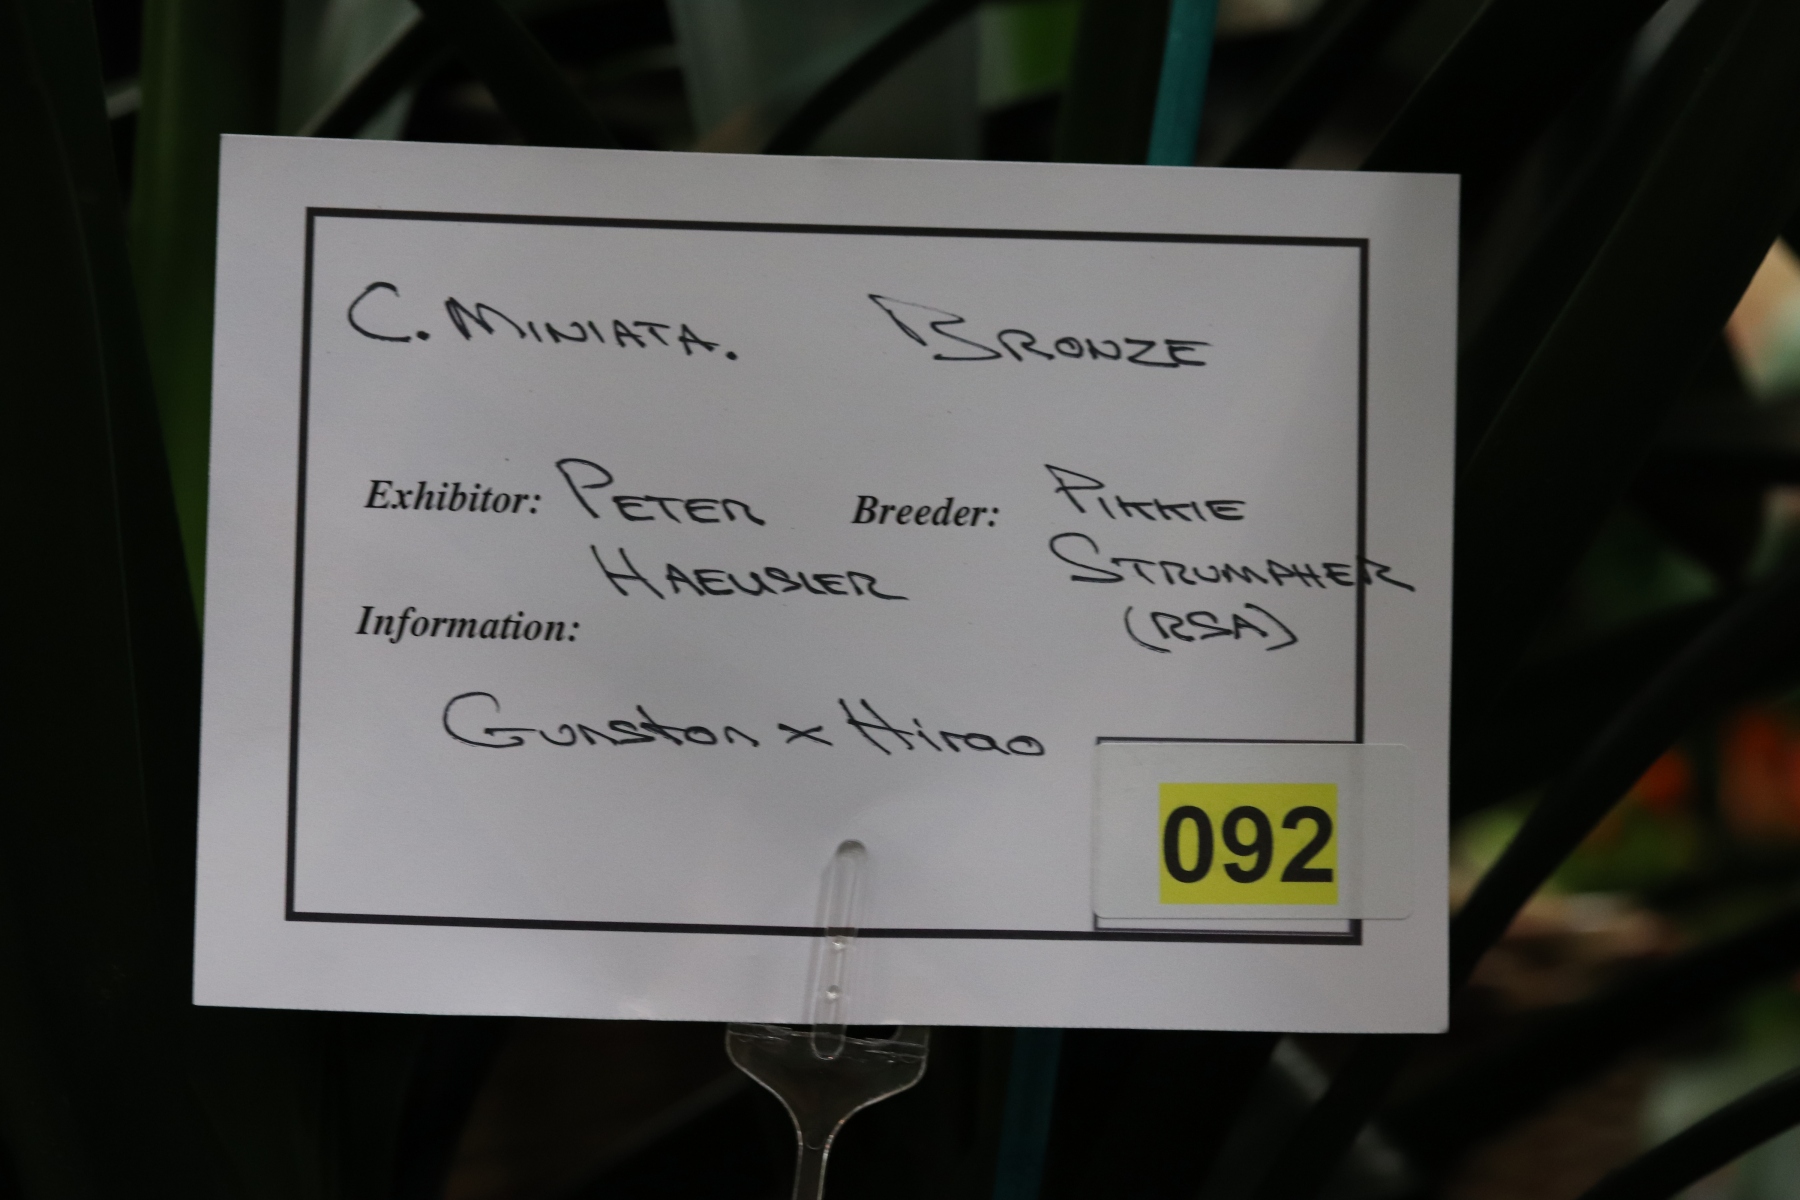 C. MINIATA. BRONZE
Exhibitor: PETER Breeder: PIKKIE
HAEUSLER STRUMPHER
Information: (RSA)
Gunston x Hirao
092